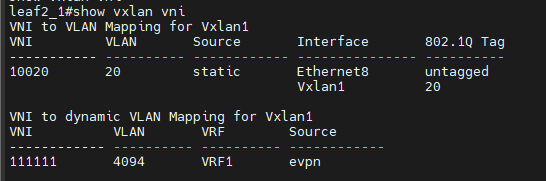 leaf2_1#show vxlan vni
VNI to VLAN Mapping for Vxlan1
VNI VLAN Source Interface 802.1Q Tag
----------- ---------- ------------ --------------- ----------
10020 20 static Ethernet8 untagged
Vxlan1 20
VNI to dynamic VLAN Mapping for Vxlan1
VNI VLAN VRF Source
------------ ---------- ---------- ------------
111111 4094 VRF1 evpn